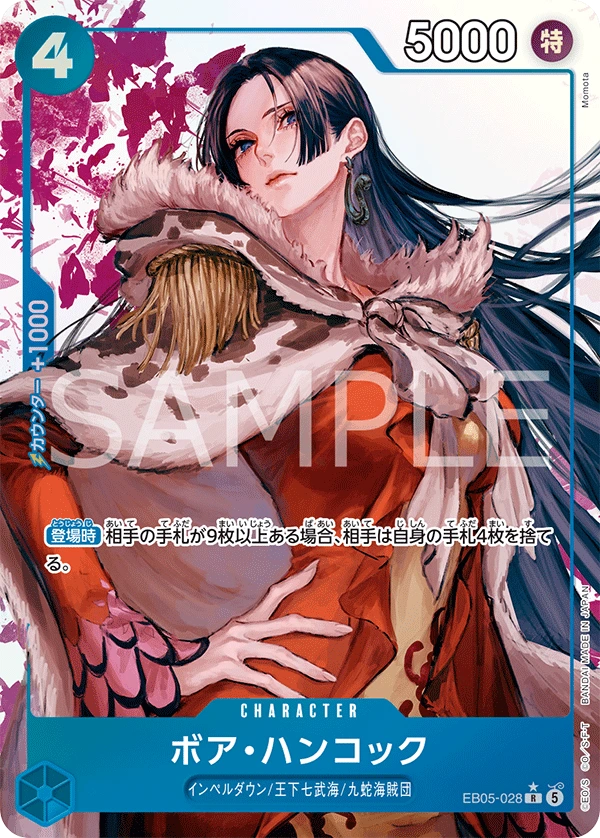 4
5000
特
Momota
カウンター +1000
SAMPLE
登場時 相手の手札が9枚以上ある場合、相手は自身の手札4枚を捨て
る。
©E.O/S ©O/S・F・T BANDAI MADE IN JAPAN
CHARACTER
ボア・ハンコック
インペルダウン/王下七武海/九蛇海賊団
EB05-028 R 5